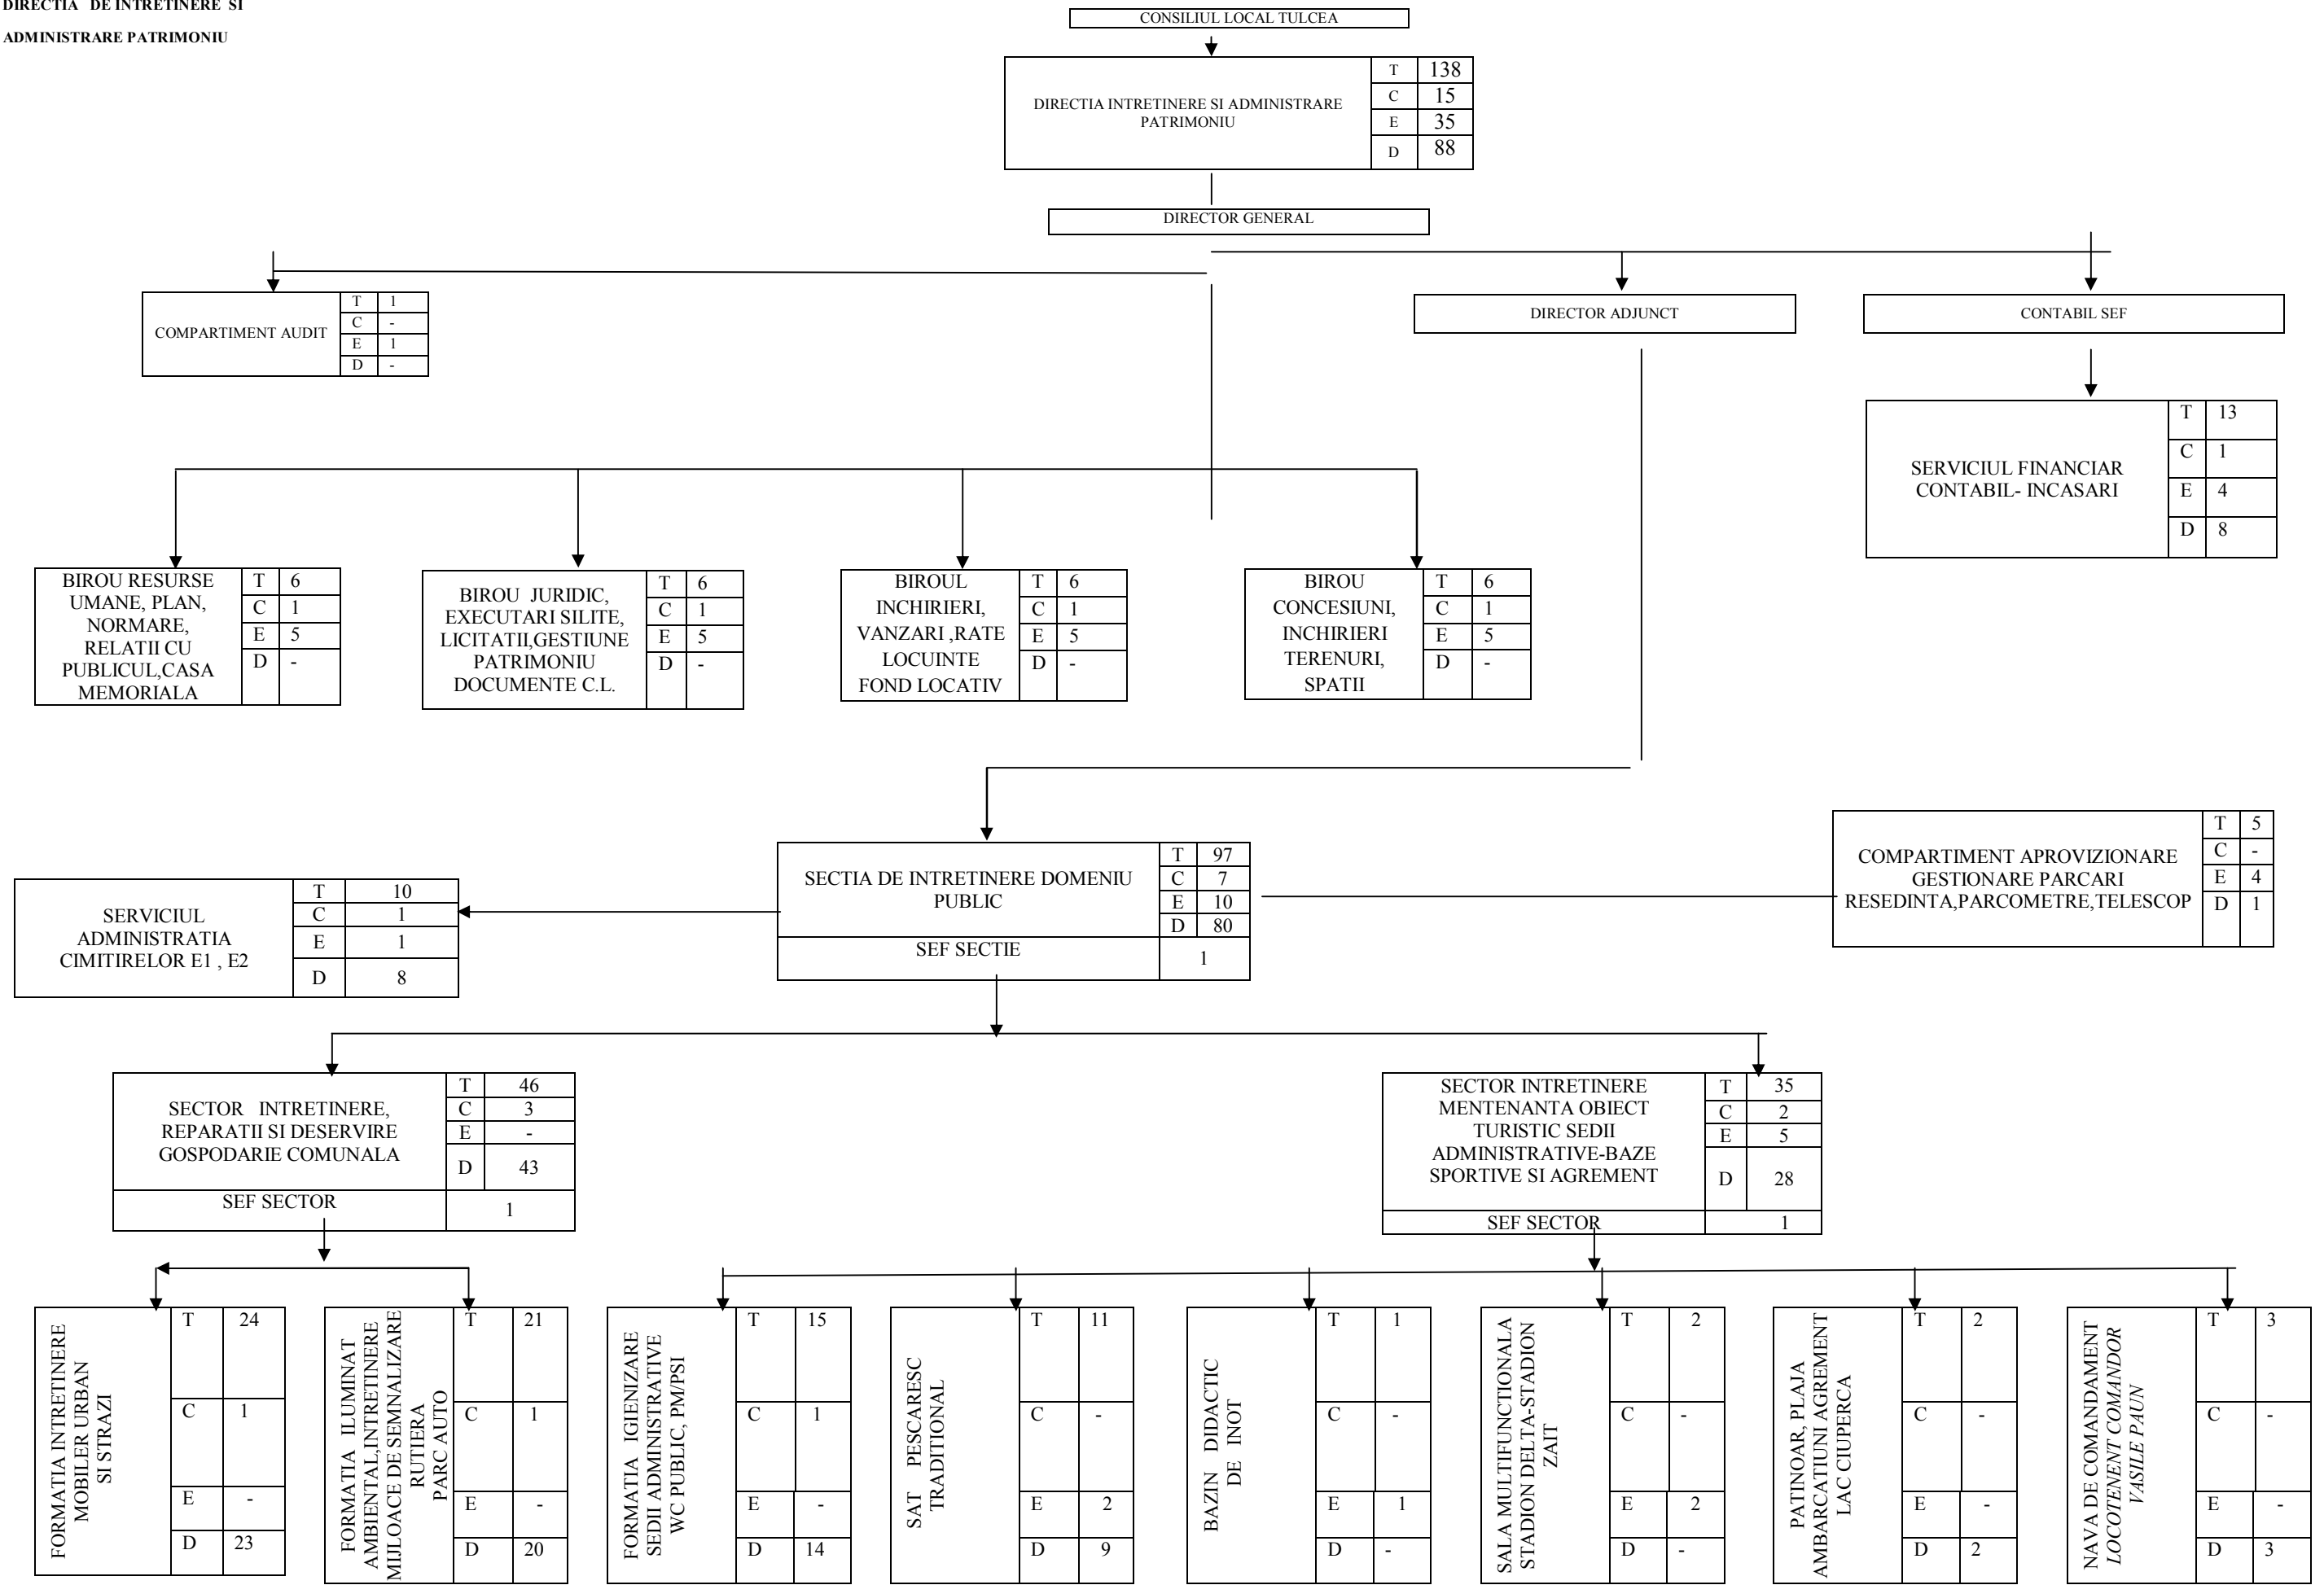 DIRECTIA DE INTRETINERE SI
ADMINISTRARE PATRIMONIU
CONSILIUL LOCAL TULCEA
DIRECTIA INTRETINERE SI ADMINISTRARE
PATRIMONIU
T 138
C 15
E 35
D 88
DIRECTOR GENERAL
COMPARTIMENT AUDIT
T 1
C -
E 1
D -
DIRECTOR ADJUNCT
CONTABIL SEF
SERVICIUL FINANCIAR
CONTABIL- INCASARI
T 13
C 1
E 4
D 8
BIROU RESURSE
UMANE, PLAN,
NORMARE,
RELATII CU
PUBLICUL,CASA
MEMORIALA
T 6
C 1
E 5
D -
BIROU JURIDIC,
EXECUTARI SILITE,
LICITATII,GESTIUNE
PATRIMONIU
DOCUMENTE C.L.
T 6
C 1
E 5
D -
BIROUL
INCHIRIERI,
VANZARI ,RATE
LOCUINTE
FOND LOCATIV
T 6
C 1
E 5
D -
BIROU
CONCESIUNI,
INCHIRIERI
TERENURI,
SPATII
T 6
C 1
E 5
D -
SERVICIUL
ADMINISTRATIA
CIMITIRELOR E1 , E2
T 10
C 1
E 1
D 8
SECTIA DE INTRETINERE DOMENIU
PUBLIC
T 97
C 7
E 10
D 80
SEF SECTIE 1
COMPARTIMENT APROVIZIONARE
GESTIONARE PARCARI
RESEDINTA,PARCOMETRE,TELESCOP
T 5
C -
E 4
D 1
SECTOR INTRETINERE,
REPARATII SI DESERVIRE
GOSPODARIE COMUNALA
T 46
C 3
E -
D 43
SEF SECTOR 1
SECTOR INTRETINERE
MENTENANTA OBIECT
TURISTIC SEDII
ADMINISTRATIVE-BAZE
SPORTIVE SI AGREMENT
T 35
C 2
E 5
D 28
SEF SECTOR 1
FORMATIA INTRETINERE
MOBILIER URBAN
SI STRAZI
T 24
C 1
E -
D 23
FORMATIA ILUMINAT
AMBIENTAL,INTRETINERE
MIJLOACE DE SEMNALIZARE
RUTIERA
PARC AUTO
T 21
C 1
E -
D 20
FORMATIA IGIENIZARE
SEDII ADMINISTRATIVE
WC PUBLIC, PM/PSI
T 15
C 1
E -
D 14
SAT PESCARESC
TRADITIONAL
T 11
C -
E 2
D 9
BAZIN DIDACTIC
DE INOT
T 1
C -
E 1
D -
SALA MULTIFUNCTIONALA
STADION DELTA-STADION
ZAIT
T 2
C -
E 2
D -
PATINOAR, PLAJA
AMBARCATIUNI AGREMENT
LAC CIUPERCA
T 2
C -
E -
D 2
NAVA DE COMANDAMENT
LOCOTENENT COMANDOR
VASILE PAUN
T 3
C -
E -
D 3